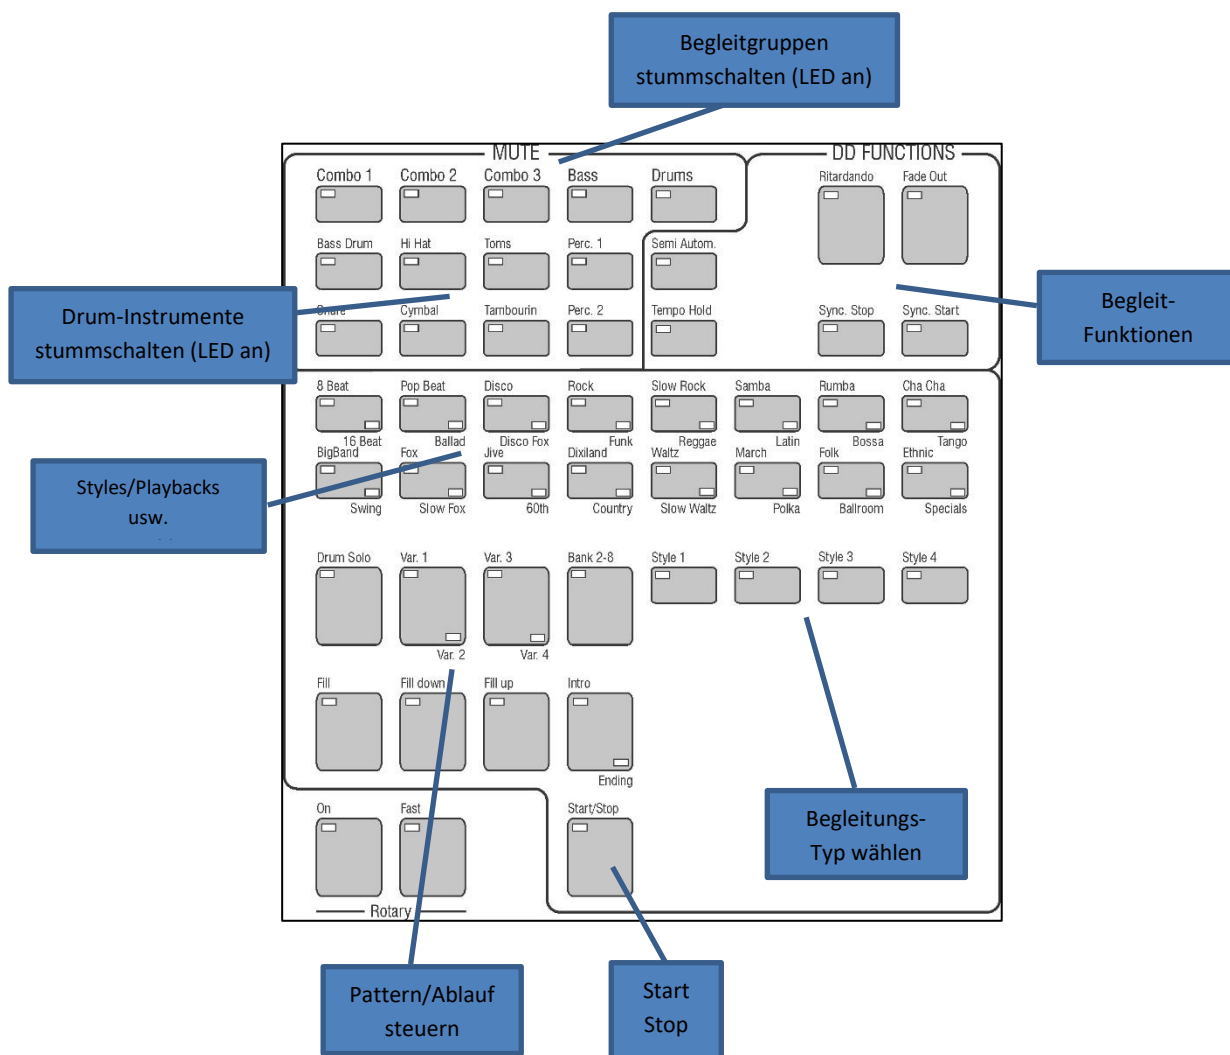 Begleitgruppen
stummschalten (LED an)
MUTE
DD FUNCTIONS
Combo 1 Combo 2 Combo 3 Bass Drums
Ritardando Fade Out
Bass Drum Hi Hat Toms Perc. 1 Semi Autom.
Drum-Instrumente
stummschalten (LED an)
Begleit-
Funktionen
Snare Cymbal Tambourin Perc. 2 Tempo Hold Sync. Stop Sync. Start
8 Beat Pop Beat Disco Rock Slow Rock Samba Rumba Cha Cha
16 Beat Ballad Disco Fox Funk Reggae Latin Bossa Tango
BigBand Fox Jive Dixiland Waltz March Folk Ethnic
Swing Slow Fox 60th Country Slow Waltz Polka Ballroom Specials
Styles/Playbacks
usw.
Drum Solo Var. 1 Var. 3 Bank 2-8 Style 1 Style 2 Style 3 Style 4
Var. 2 Var. 4
Fill Fill down Fill up Intro
Ending
On Fast Start/Stop
Rotary
Begleitungs-
Typ wählen
Pattern/Ablauf
steuern
Start
Stop